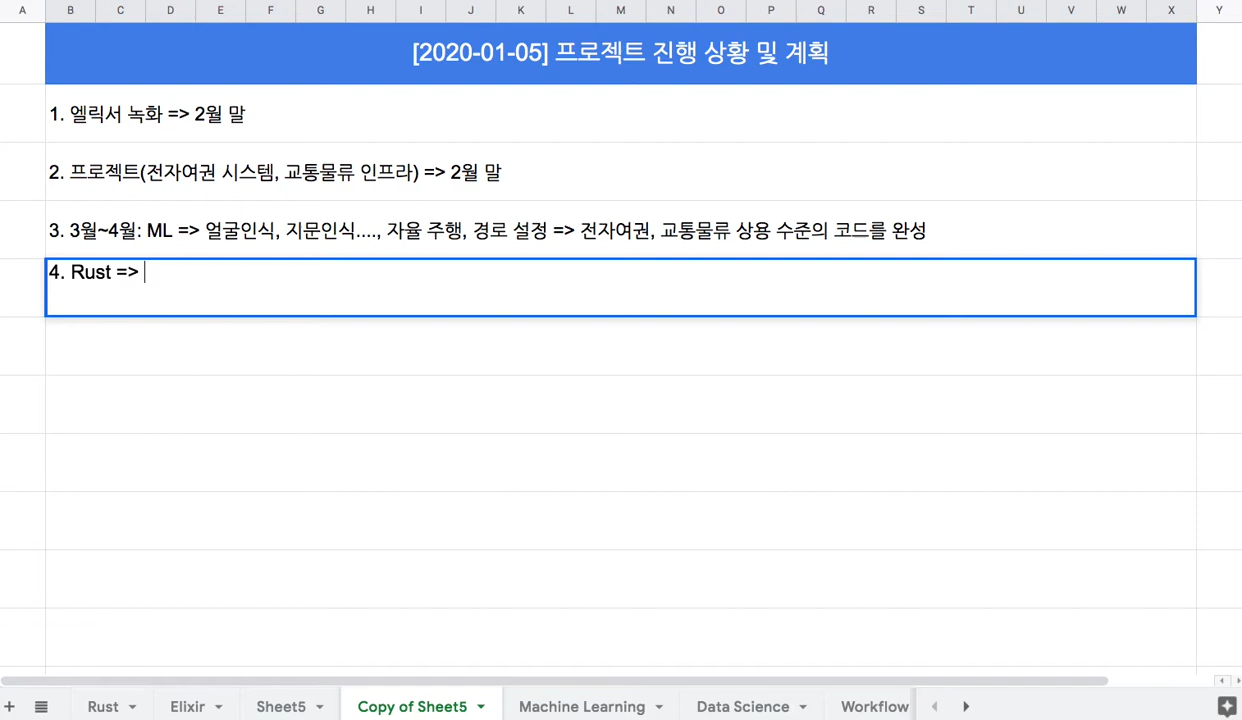 A B C D E F G H I J K L M N O P Q R S T U V W X Y
[2020-01-05] 프로젝트 진행 상황 및 계획
1. 엘릭서 녹화 => 2월 말
2. 프로젝트(전자여권 시스템, 교통물류 인프라) => 2월 말
3. 3월~4월: ML => 얼굴인식, 지문인식...., 자율 주행, 경로 설정 => 전자여권, 교통물류 상용 수준의 코드를 완성
4. Rust =>
Rust Elixir Sheet5 Copy of Sheet5 Machine Learning Data Science Workflow